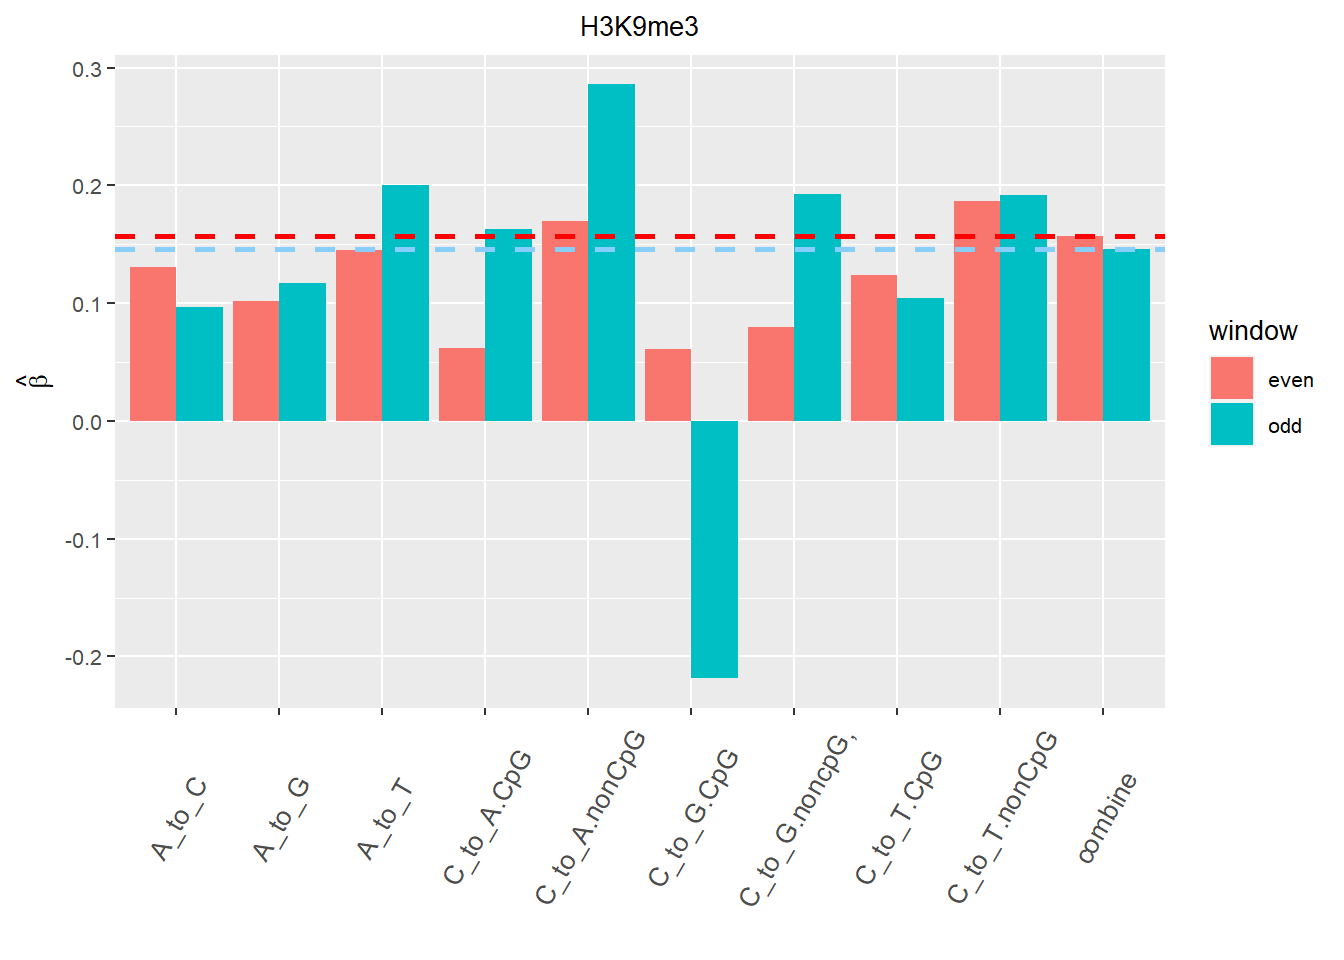 H3K9me3
0.3
0.2
0.1
0.0
-0.1
-0.2
β̂
A_to_C
A_to_G
A_to_T
C_to_A.CpG
C_to_A.nonCpG
C_to_G.CpG
C_to_G.noncpG,
C_to_T.CpG
C_to_T.nonCpG
combine
window
even
odd